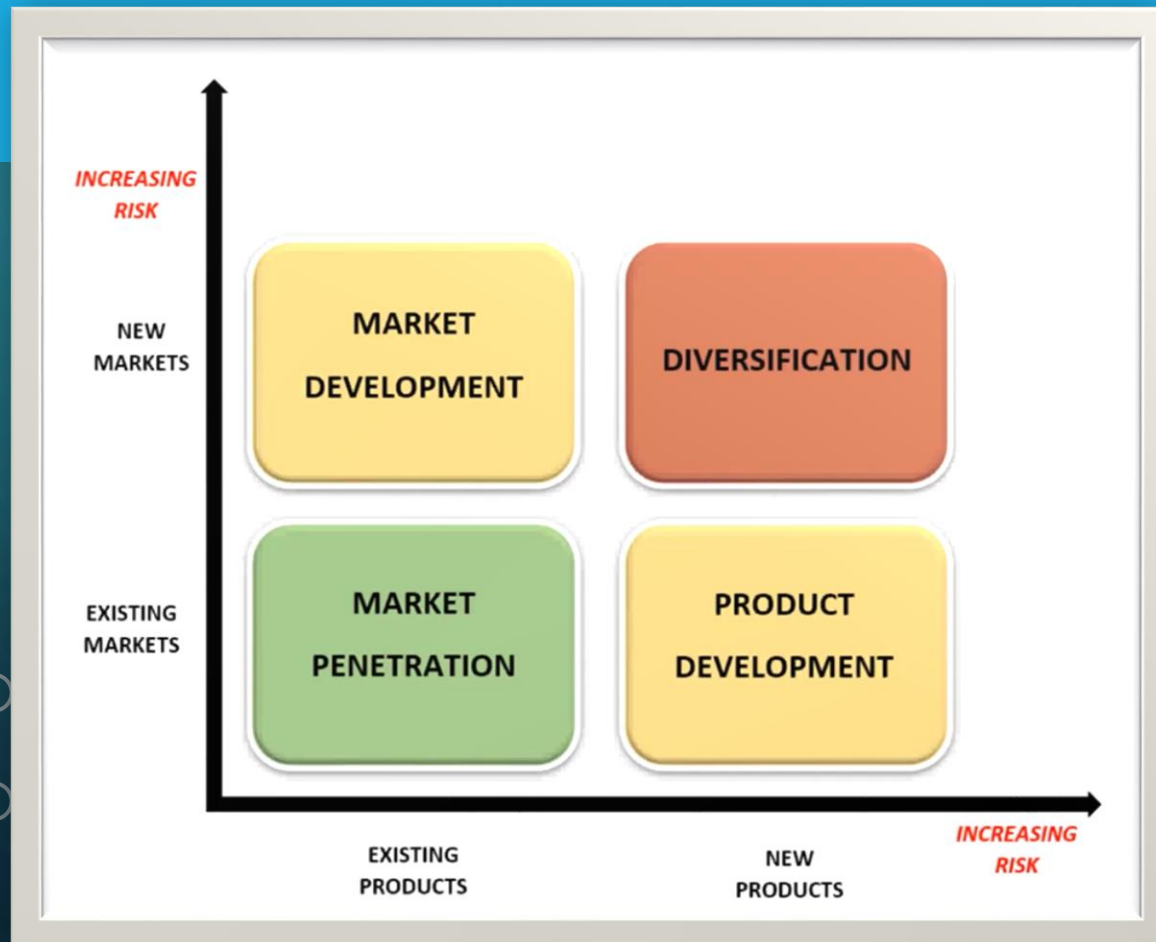 INCREASING
RISK
NEW
MARKETS
MARKET
DEVELOPMENT
DIVERSIFICATION
EXISTING
MARKETS
MARKET
PENETRATION
PRODUCT
DEVELOPMENT
EXISTING
PRODUCTS
NEW
PRODUCTS
INCREASING
RISK